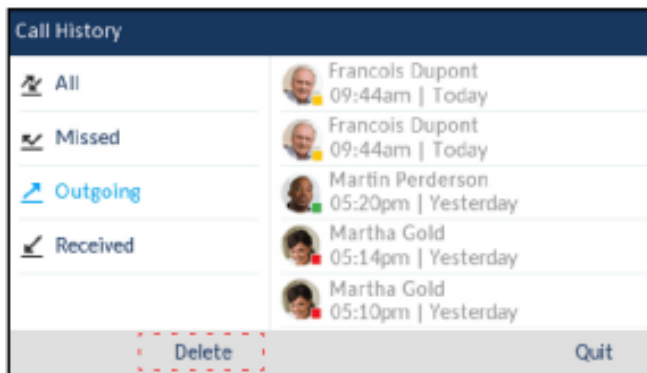 Call History
All
Missed
Outgoing
Received
Francois Dupont
09:44am | Today
Francois Dupont
09:44am | Today
Martin Perderson
05:20pm | Yesterday
Martha Gold
05:14pm | Yesterday
Martha Gold
05:10pm | Yesterday
Delete
Quit